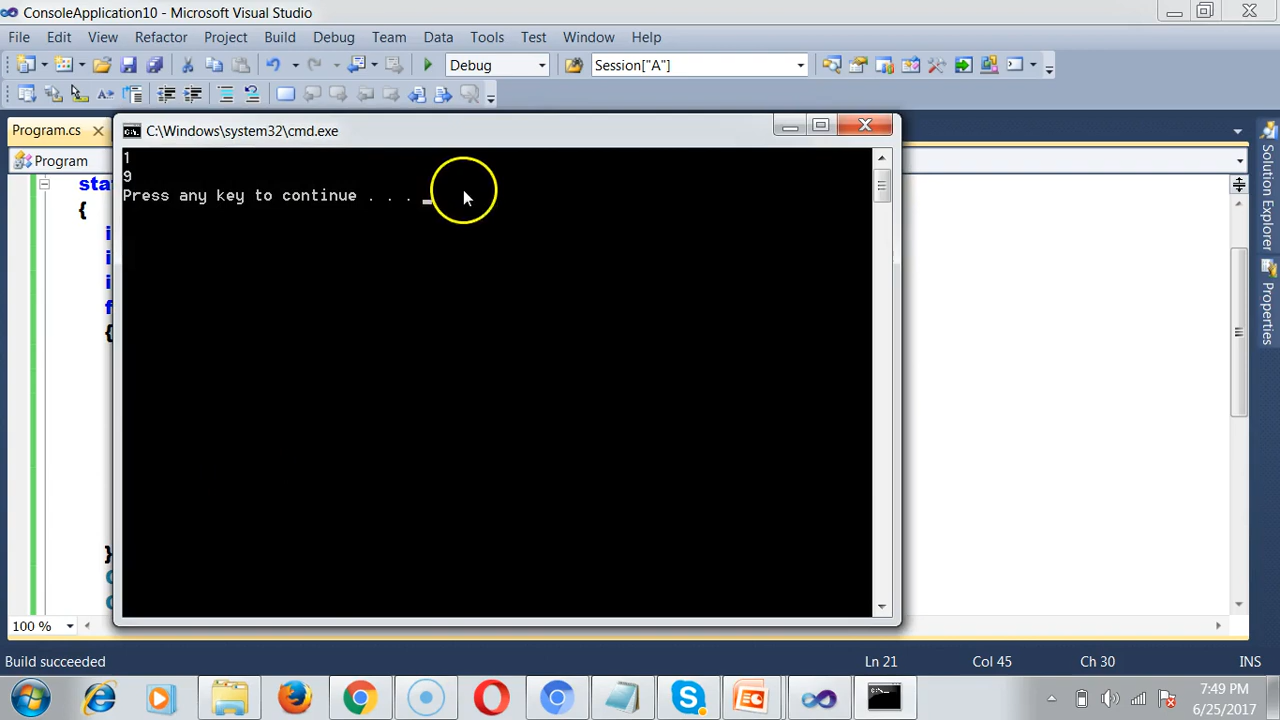 ConsoleApplication10 - Microsoft Visual Studio
File Edit View Refactor Project Build Debug Team Data Tools Test Window Help
Debug Session["A"]
Program.cs
C:\Windows\system32\cmd.exe
Program
1
9
Press any key to continue . . .
sta
{
i
i
i
f
{
}
Solution Explorer
Properties
100 %
Build succeeded Ln 21 Col 45 Ch 30 INS
7:49 PM
6/25/2017